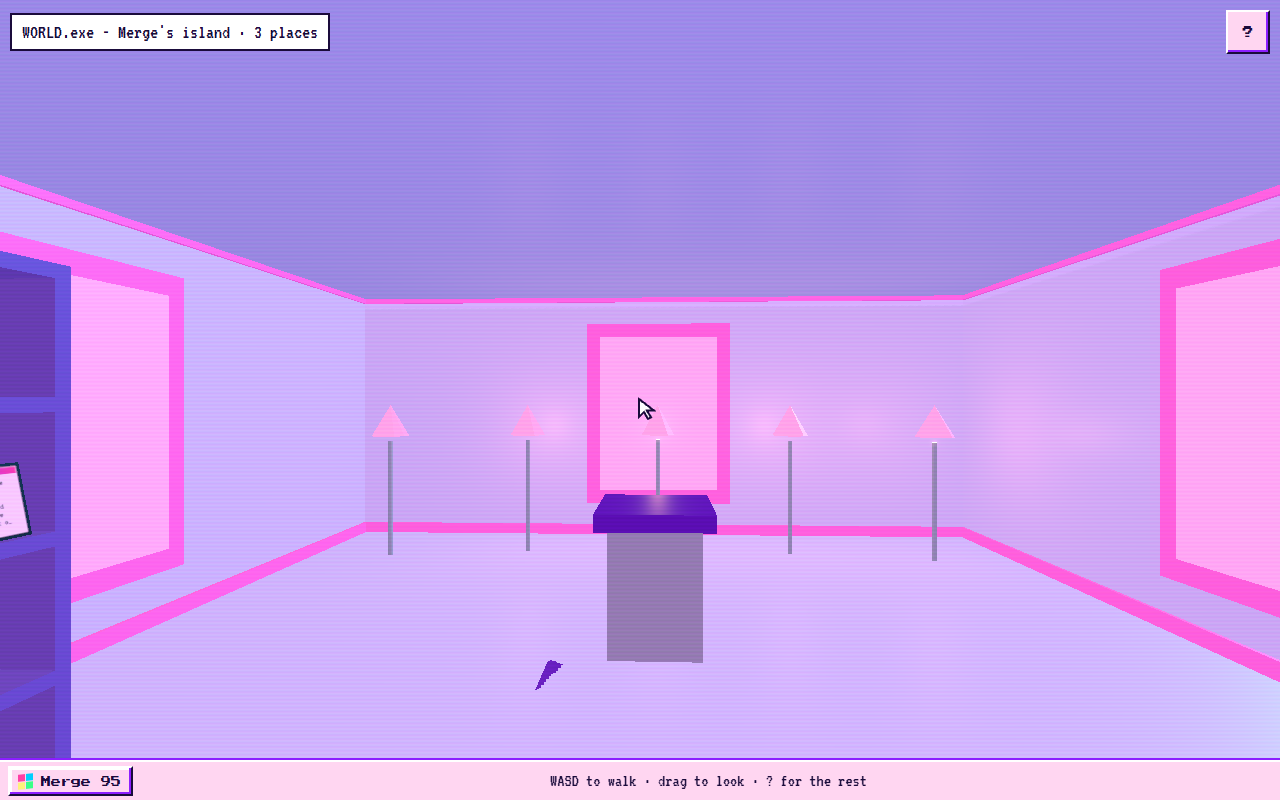 WORLD.exe - Merge's island · 3 places
?
Merge 95
WASD to walk · drag to look · ? for the rest